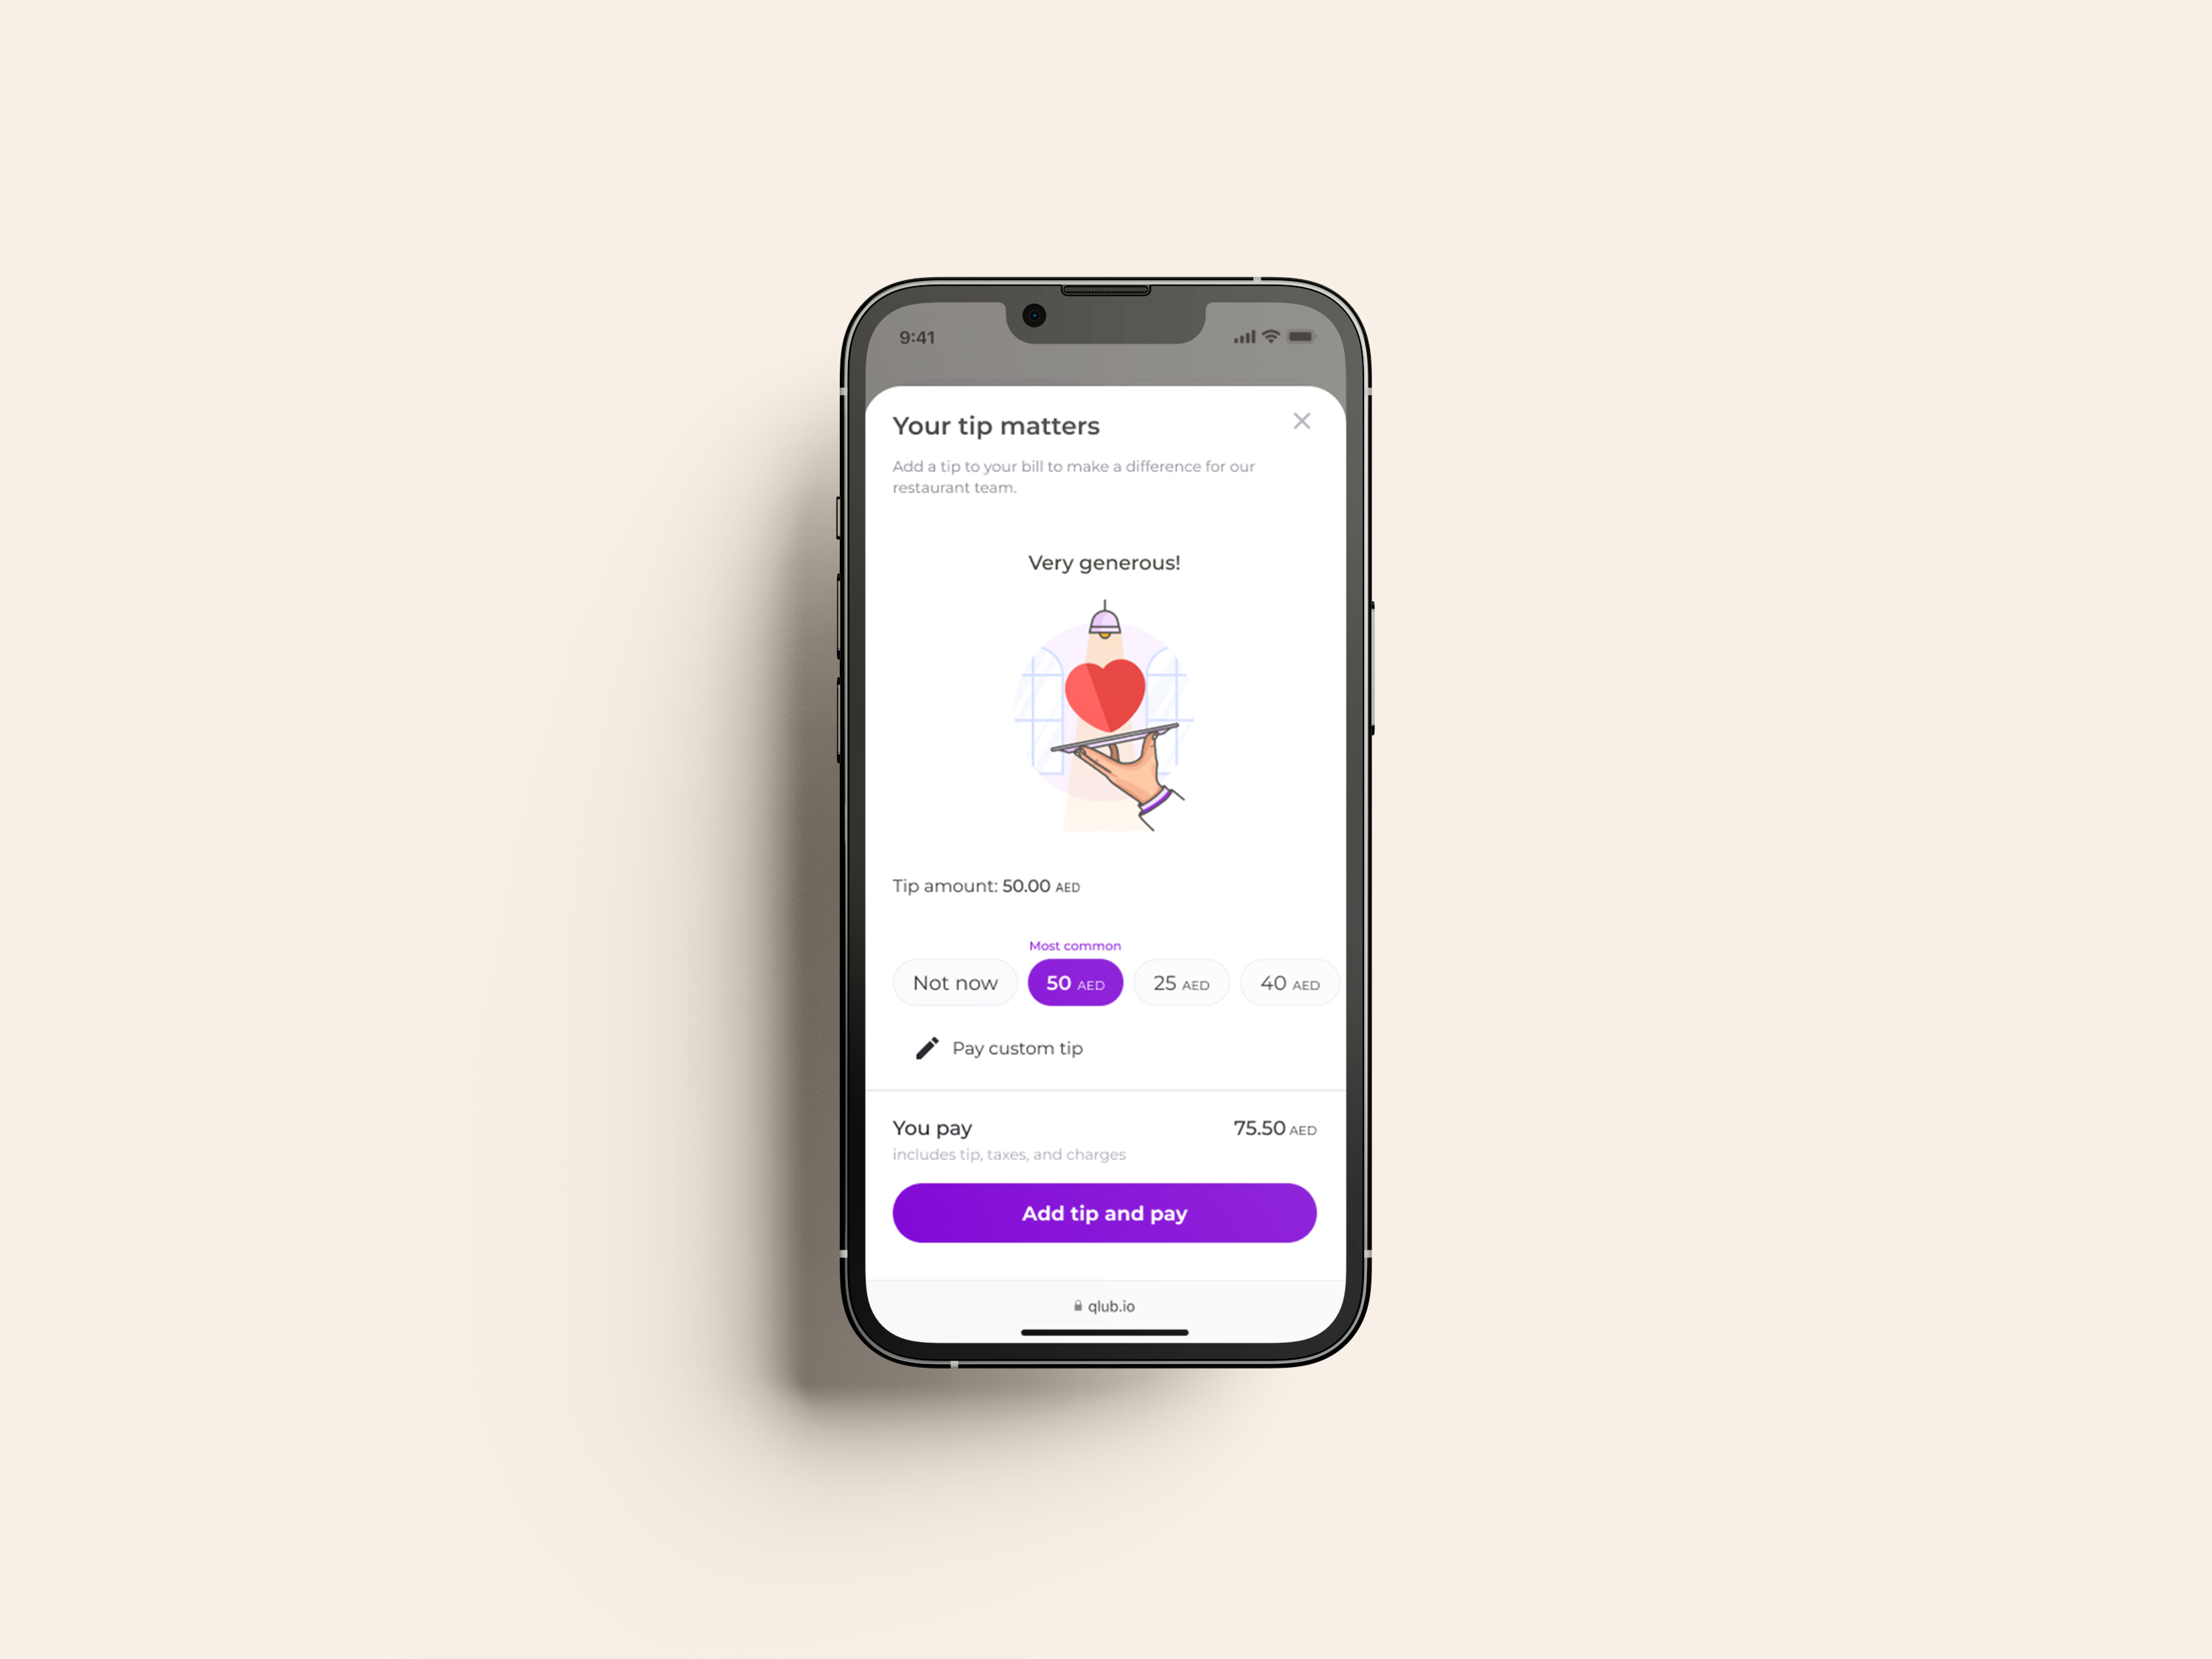 9:41
Your tip matters
Add a tip to your bill to make a difference for our
restaurant team.
Very generous!
Tip amount: 50.00 AED
Most common
Not now 50 AED 25 AED 40 AED
Pay custom tip
You pay 75.50 AED
includes tip, taxes, and charges
Add tip and pay
qlub.io